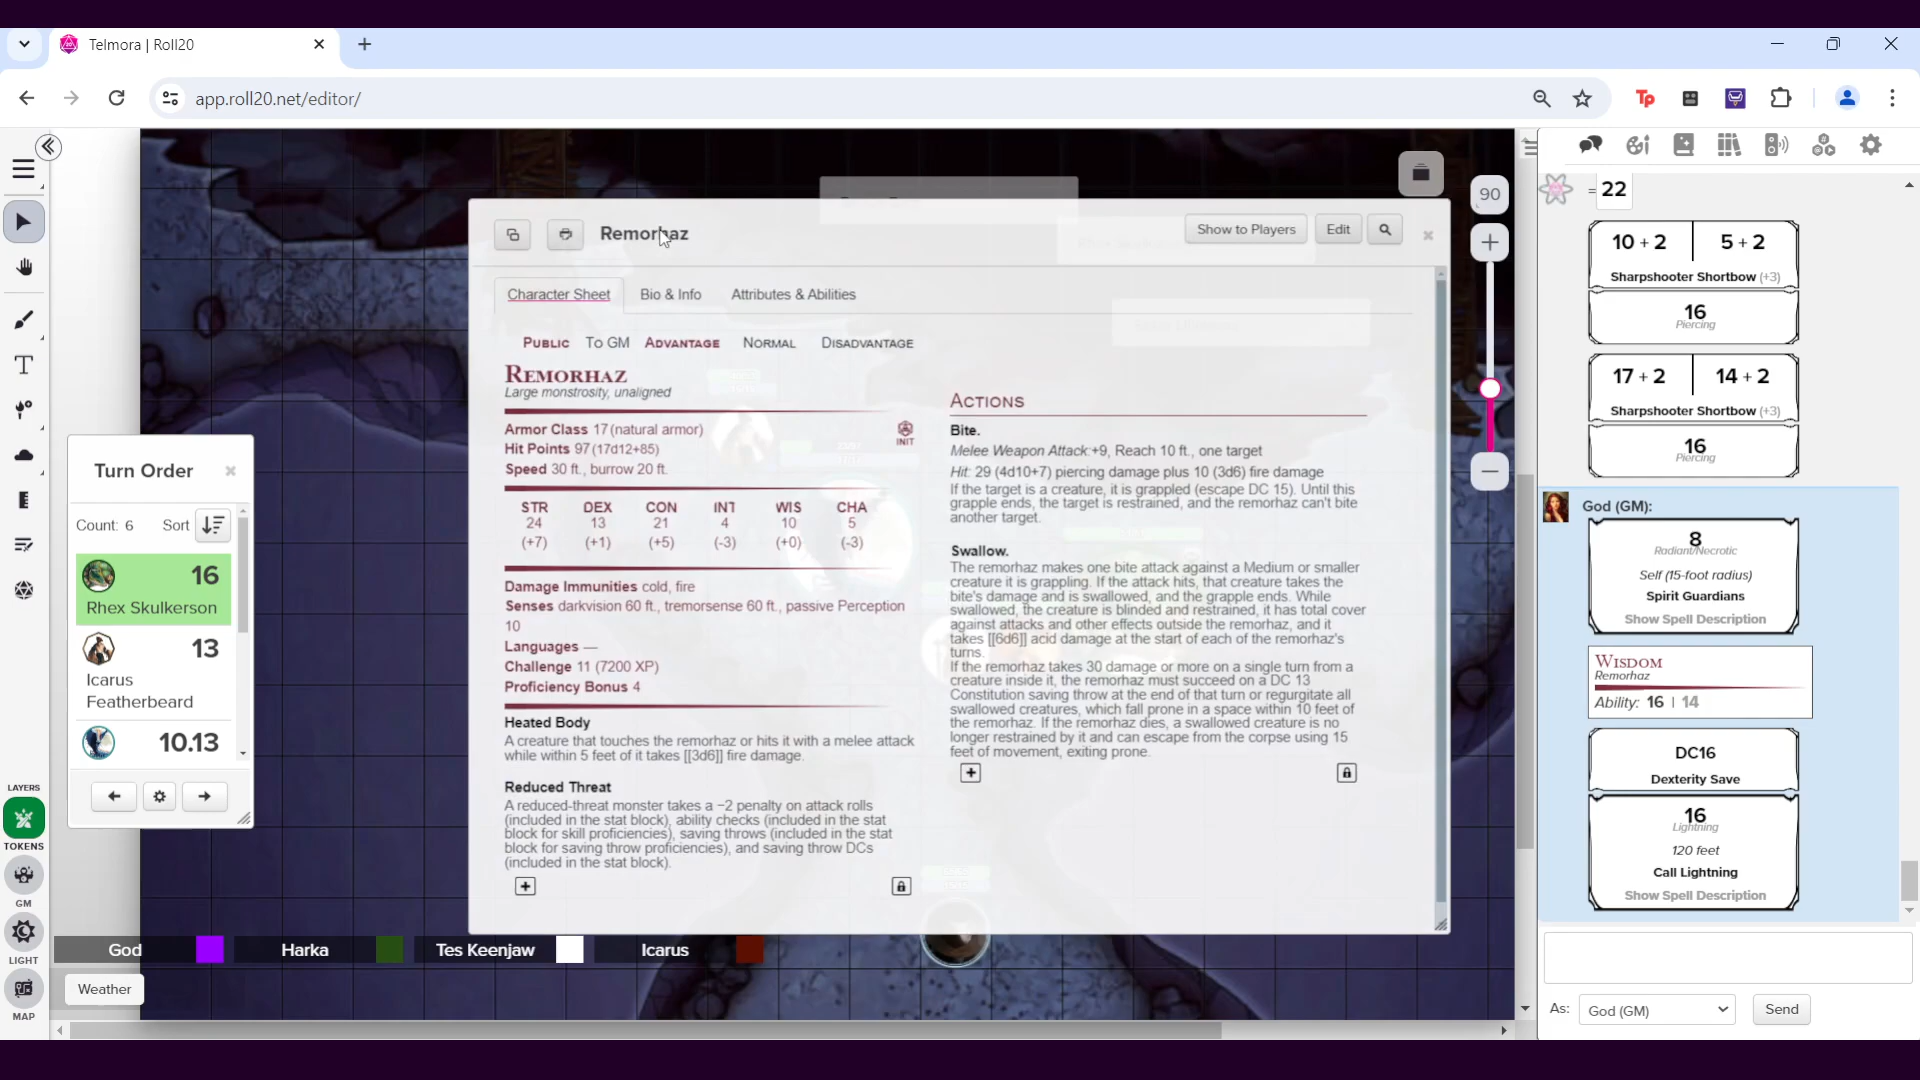 Telmora | Roll20
app.roll20.net/editor/
90
Remorhaz
Show to Players
Edit
Character Sheet
Bio & Info
Attributes & Abilities
PUBLIC TO GM ADVANTAGE NORMAL DISADVANTAGE
REMORHAZ
Large monstrosity, unaligned
Armor Class 17 (natural armor)
Hit Points 97 (17d12+85)
Speed 30 ft., burrow 20 ft.
INIT
STR DEX CON INT WIS CHA
24 13 21 4 10 5
(+7) (+1) (+5) (-3) (+0) (-3)
Damage Immunities cold, fire
Senses darkvision 60 ft., tremorsense 60 ft., passive Perception
10
Languages —
Challenge 11 (7200 XP)
Proficiency Bonus 4
Heated Body
A creature that touches the remorhaz or hits it with a melee attack
while within 5 feet of it takes [[3d6]] fire damage.
Reduced Threat
A reduced-threat monster takes a −2 penalty on attack rolls
(included in the stat block), ability checks (included in the stat
block for skill proficiencies), saving throws (included in the stat
block for saving throw proficiencies), and saving throw DCs
(included in the stat block).
ACTIONS
Bite.
Melee Weapon Attack:+9, Reach 10 ft., one target
Hit: 29 (4d10+7) piercing damage plus 10 (3d6) fire damage
If the target is a creature, it is grappled (escape DC 15). Until this
grapple ends, the target is restrained, and the remorhaz can't bite
another target.
Swallow.
The remorhaz makes one bite attack against a Medium or smaller
creature it is grappling. If the attack hits, that creature takes the
bite's damage and is swallowed, and the grapple ends. While
swallowed, the creature is blinded and restrained, it has total cover
against attacks and other effects outside the remorhaz, and it
takes [[6d6]] acid damage at the start of each of the remorhaz's
turns.
If the remorhaz takes 30 damage or more on a single turn from a
creature inside it, the remorhaz must succeed on a DC 13
Constitution saving throw at the end of that turn or regurgitate all
swallowed creatures, which fall prone in a space within 10 feet of
the remorhaz. If the remorhaz dies, a swallowed creature is no
longer restrained by it and can escape from the corpse using 15
feet of movement, exiting prone.
Turn Order
Count: 6 Sort
16
Rhex Skulkerson
13
Icarus
Featherbeard
10.13
LAYERS
TOKENS
GM
LIGHT
MAP
God
Harka
Tes Keenjaw
Icarus
Weather
= 22
10 + 2 5 + 2
Sharpshooter Shortbow (+3)
16
Piercing
17 + 2 14 + 2
Sharpshooter Shortbow (+3)
16
Piercing
God (GM):
8
Radiant/Necrotic
Self (15-foot radius)
Spirit Guardians
Show Spell Description
WISDOM
Remorhaz
Ability: 16 | 14
DC16
Dexterity Save
16
Lightning
120 feet
Call Lightning
Show Spell Description
As: God (GM)
Send